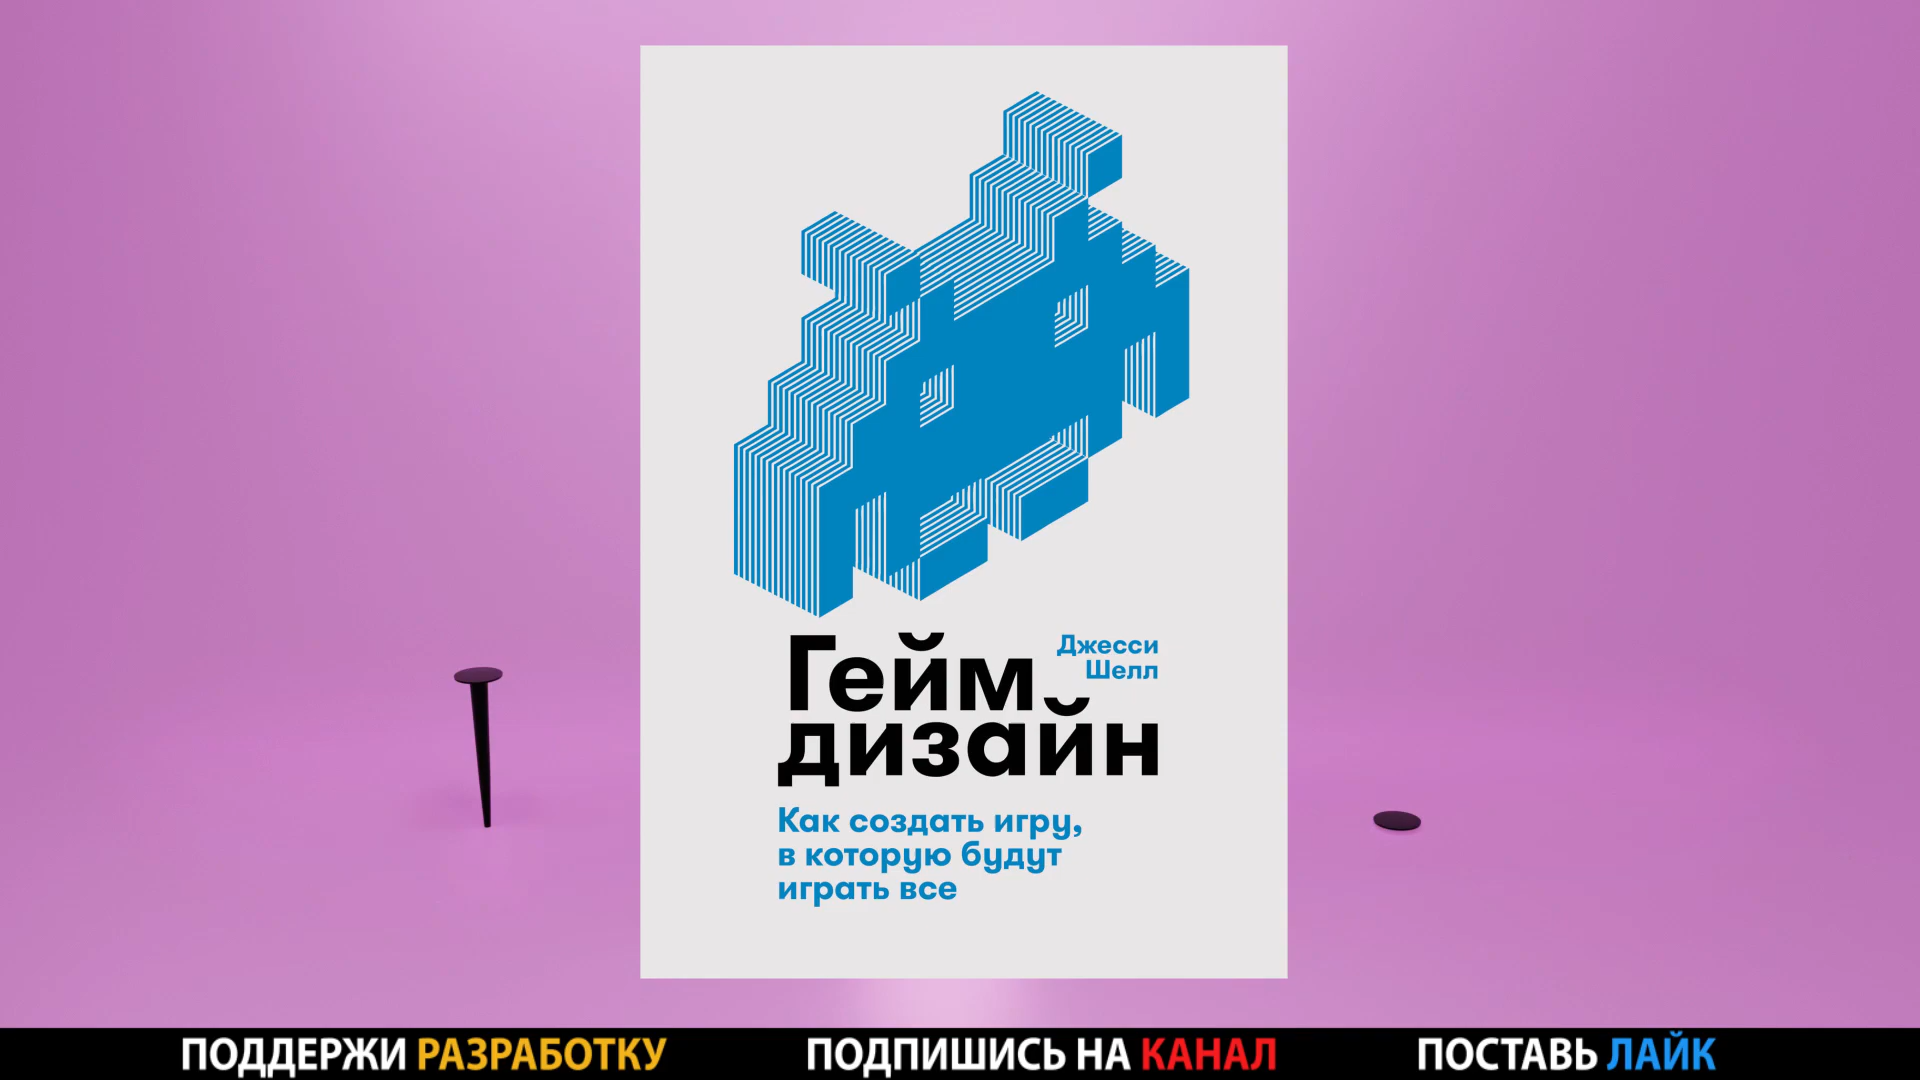 Гейм
Джесси
Шелл
дизайн
Как создать игру,
в которую будут
играть все
ПОДДЕРЖИ РАЗРАБОТКУ
ПОДПИШИСЬ НА КАНАЛ
ПОСТАВЬ ЛАЙК